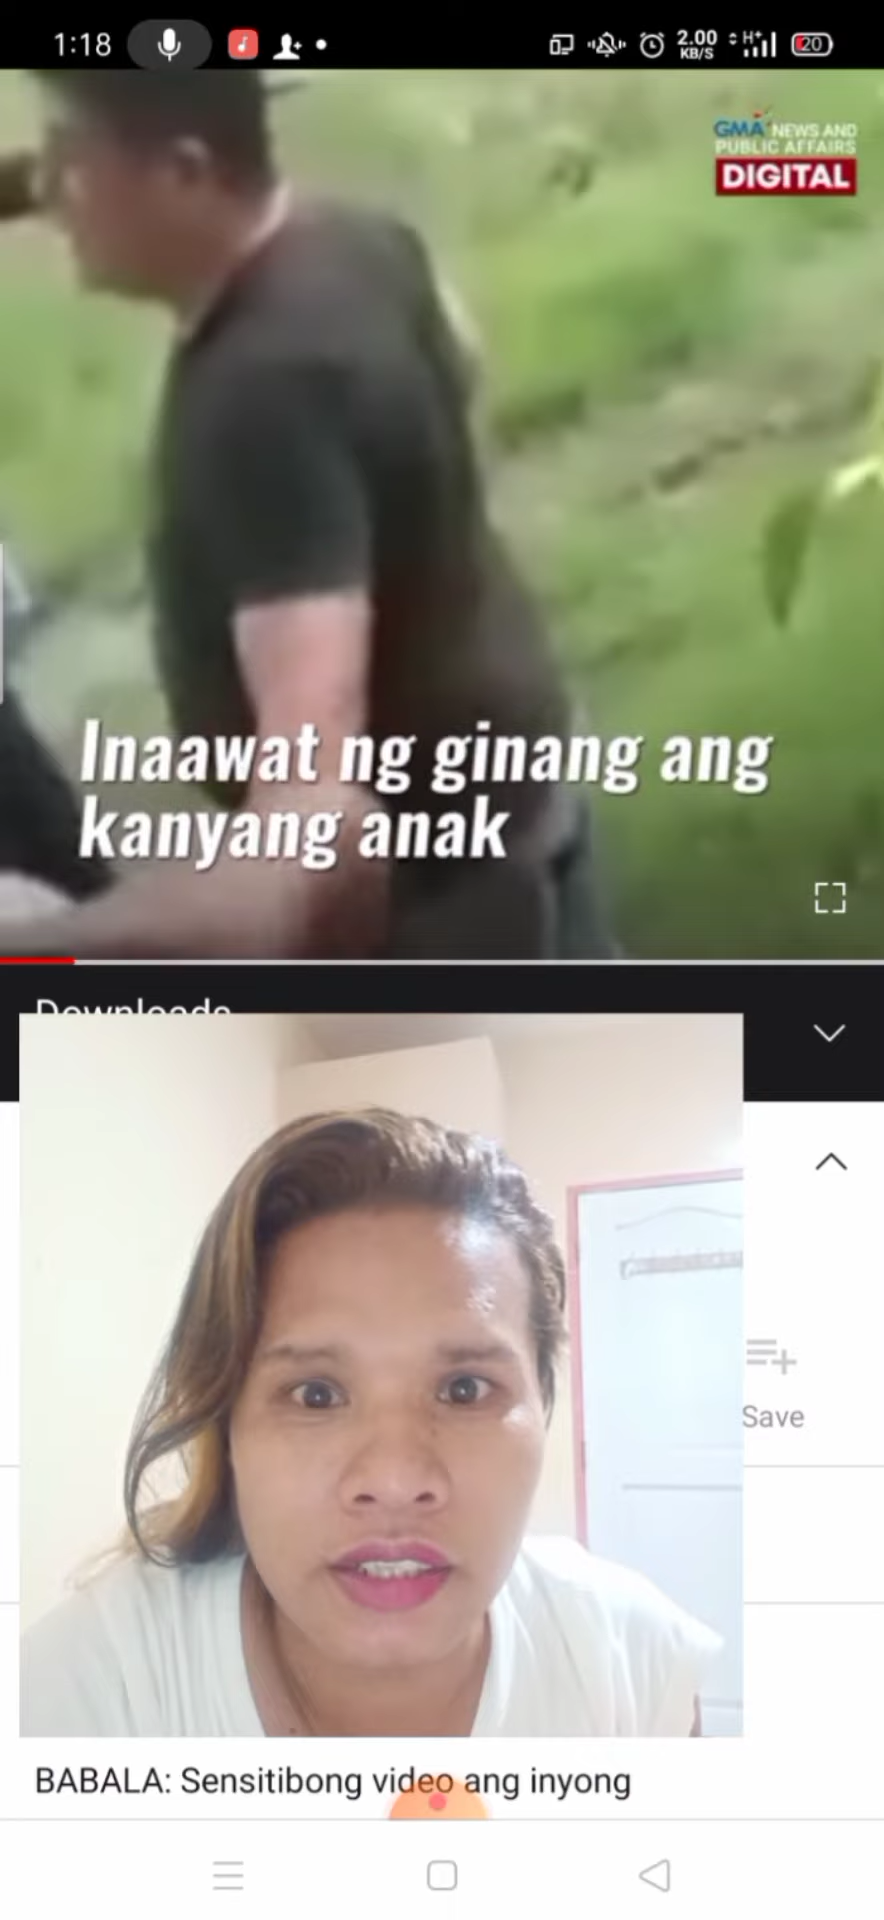 1:18
2.00
KB/S
H+
20
GMA NEWS AND
PUBLIC AFFAIRS
DIGITAL
Inaawat ng ginang ang
kanyang anak
Downloads
Save
BABALA: Sensitibong video ang inyong